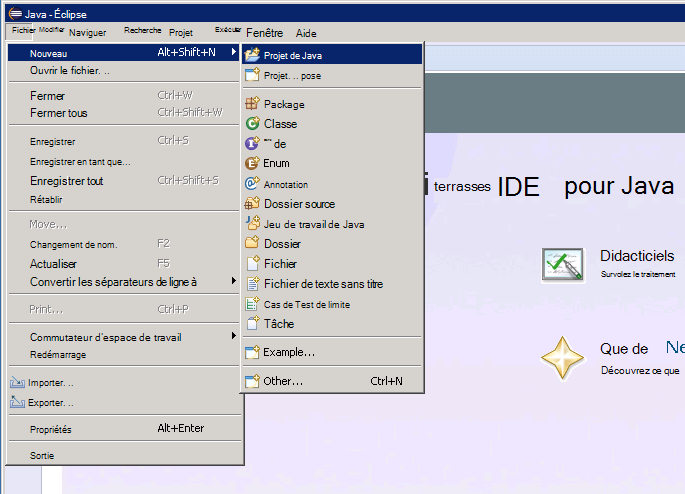 Java - Éclipse
Fichier Modifier Naviguer Recherche Projet Exécuter Fenêtre Aide
Nouveau Alt+Shift+N
Ouvrir le fichier. ..
Fermer Ctrl+W
Fermer tous Ctrl+Shift+W
Enregistrer Ctrl+S
Enregistrer en tant que...
Enregistrer tout Ctrl+Shift+S
Rétablir
Move...
Changement de nom. F2
Actualiser F5
Convertir les séparateurs de ligne à
Print... Ctrl+P
Commutateur d'espace de travail
Redémarrage
Importer. ..
Exporter. ..
Propriétés Alt+Enter
Sortie
Projet de Java
Projet. .. pose
Package
Classe
de
Enum
Annotation
Dossier source
Jeu de travail de Java
Dossier
Fichier
Fichier de texte sans titre
Cas de Test de limite
Tâche
Example...
Other... Ctrl+N
terrasses IDE pour Java
Didacticiels
Survolez le traitement
Que de Ne
Découvrez ce que